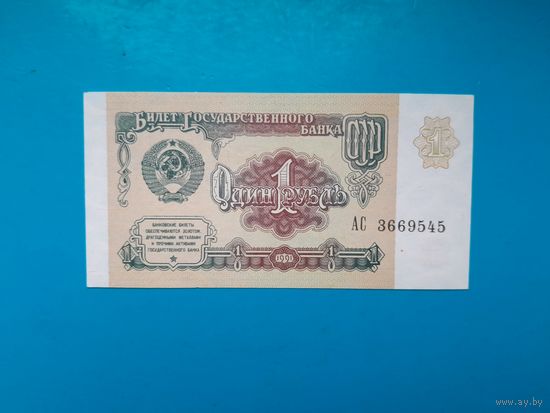 Билет Государственного
Банка
1
Один рубль
АС 3669545
БАНКОВСКИЕ БИЛЕТЫ
ОБЕСПЕЧИВАЮТСЯ ЗОЛОТОМ,
ДРАГОЦЕННЫМИ МЕТАЛЛАМИ
И ПРОЧИМИ АКТИВАМИ
ГОСУДАРСТВЕННОГО БАНКА
1 1 1991 1 1
www.ay.by